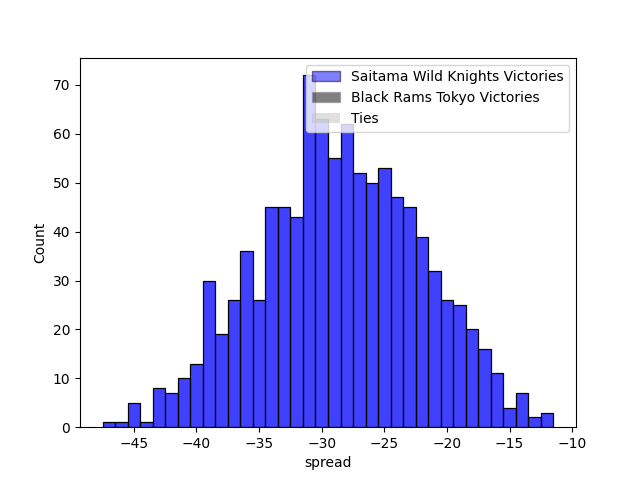 Saitama Wild Knights Victories
Black Rams Tokyo Victories
Ties
70
60
50
40
30
20
10
0
Count
−45 −40 −35 −30 −25 −20 −15 −10
spread